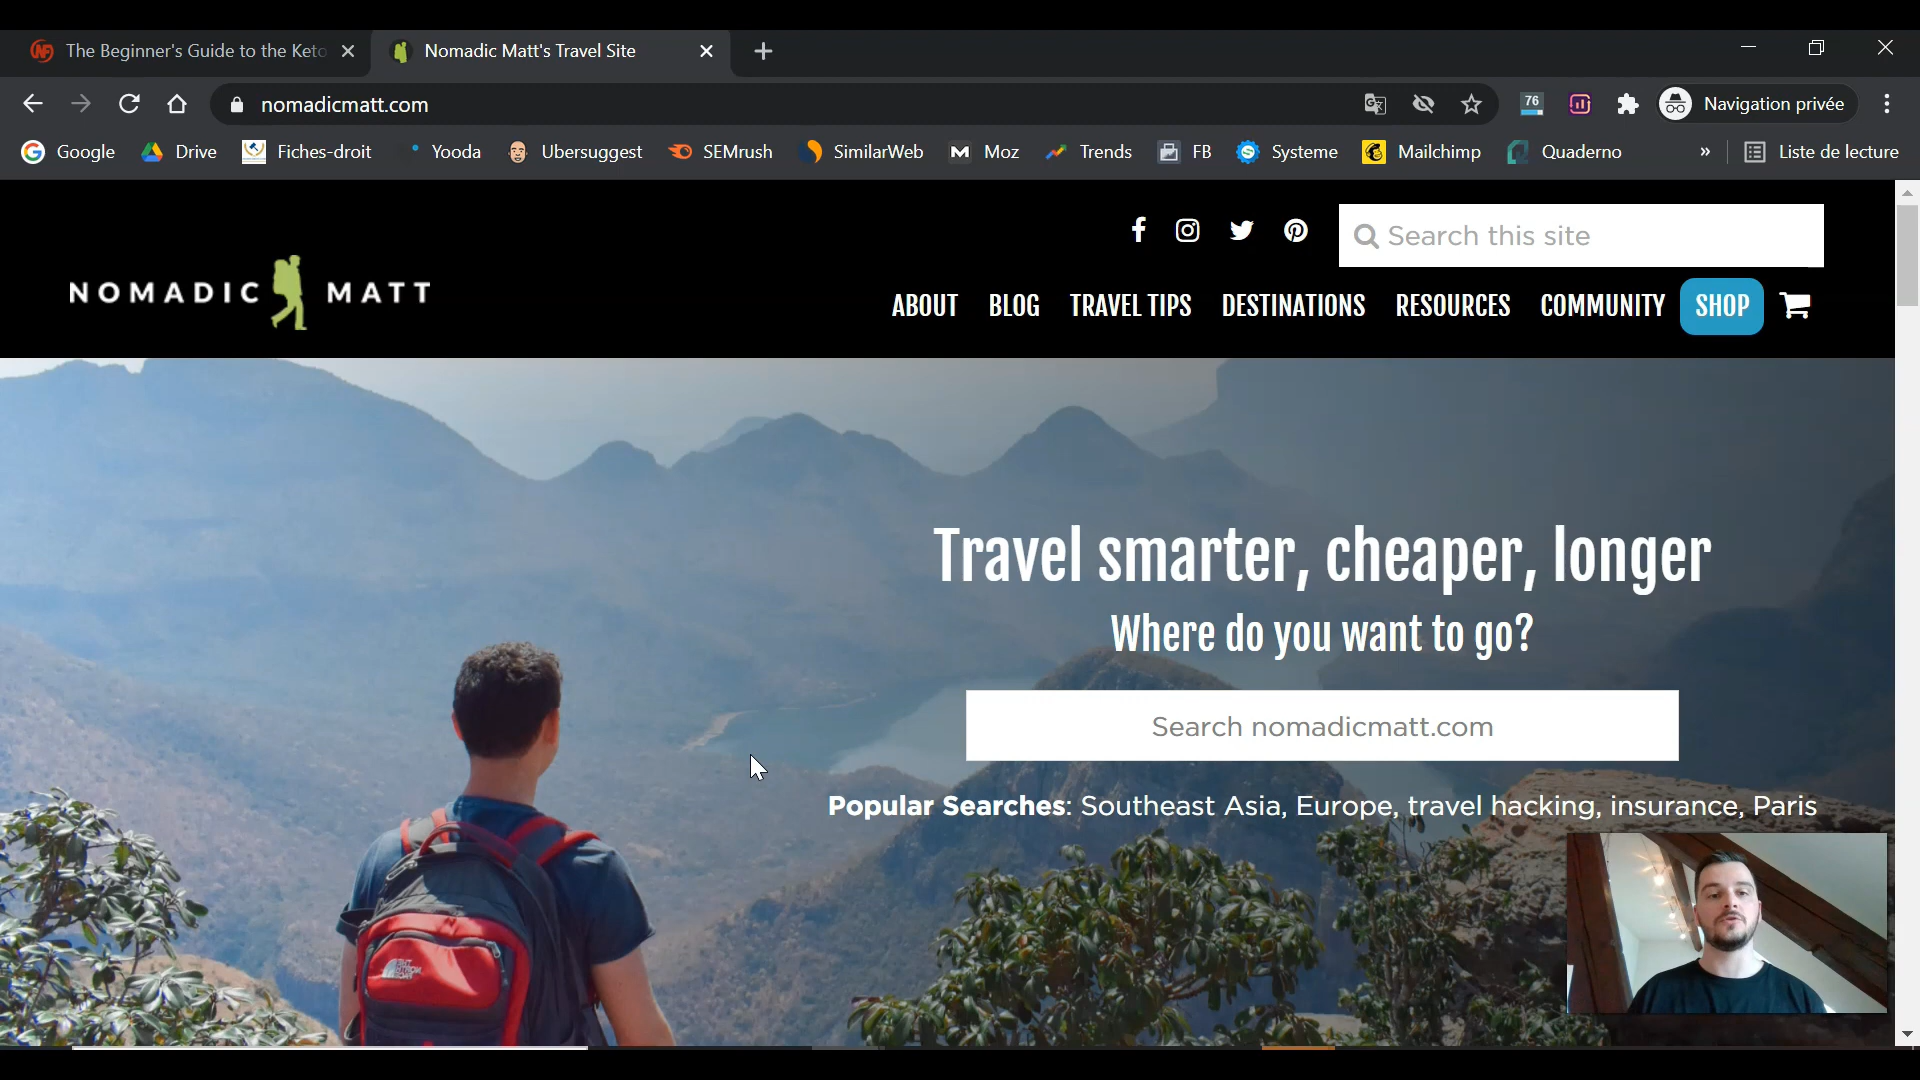 The Beginner's Guide to the Keto
Nomadic Matt's Travel Site
nomadicmatt.com
76
Navigation privée
Google
Drive
Fiches-droit
Yooda
Ubersuggest
SEMrush
SimilarWeb
Moz
Trends
FB
Systeme
Mailchimp
Quaderno
»
Liste de lecture
Search this site
NOMADIC MATT
ABOUT
BLOG
TRAVEL TIPS
DESTINATIONS
RESOURCES
COMMUNITY
SHOP
Travel smarter, cheaper, longer
Where do you want to go?
Search nomadicmatt.com
Popular Searches: Southeast Asia, Europe, travel hacking, insurance, Paris